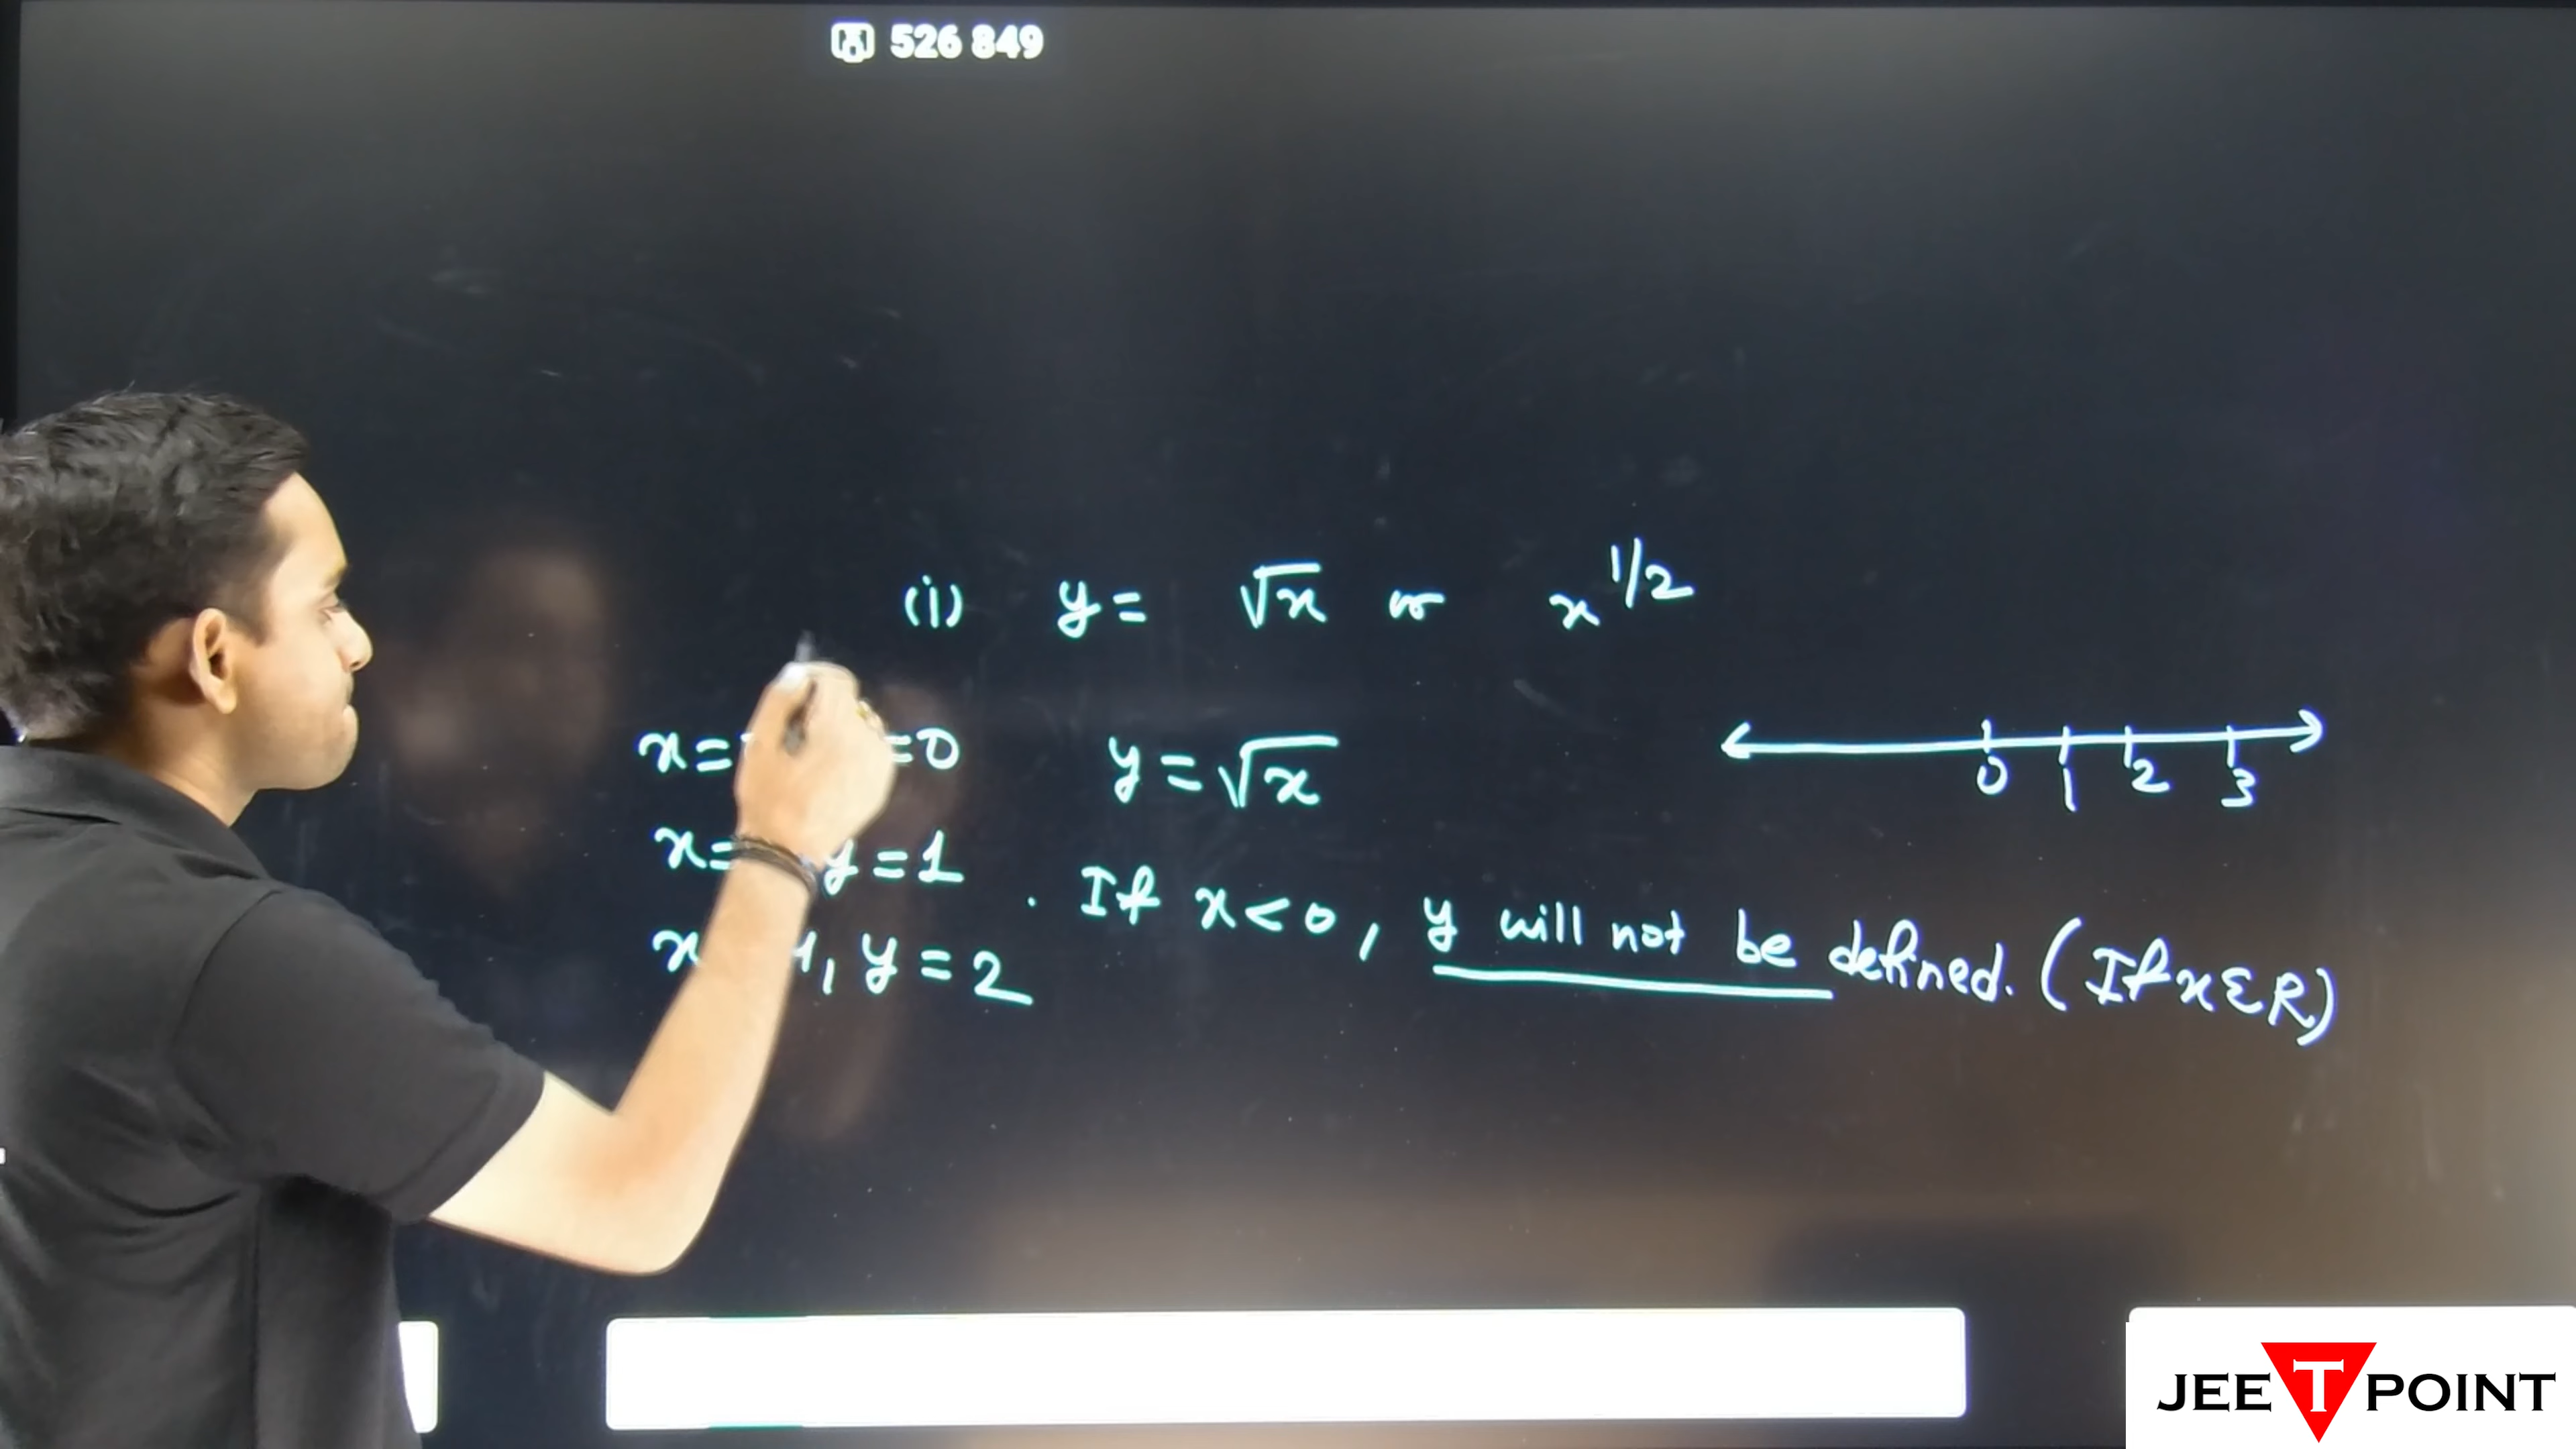 526 849
(i) y = √x or x^1/2
x= =0 y = √x
0 1 2 3
x= y = 1
. If x < 0, y will not be defined. (If x ε R)
x 4, y = 2
JEE T POINT